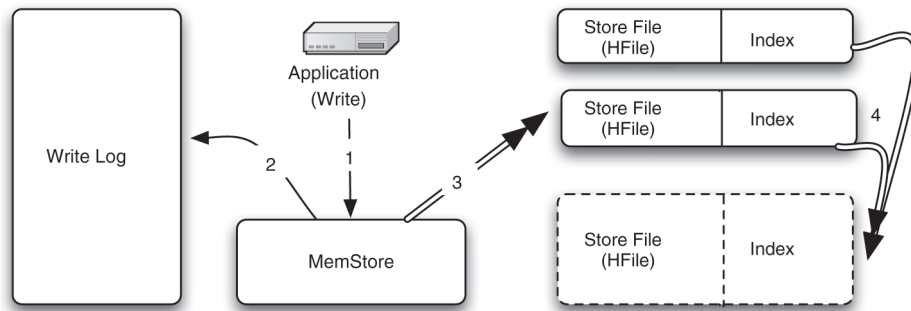 Write Log
Application
(Write)
1
2
3
MemStore
Store File
(HFile)
Index
Store File
(HFile)
Index
4
Store File
(HFile)
Index